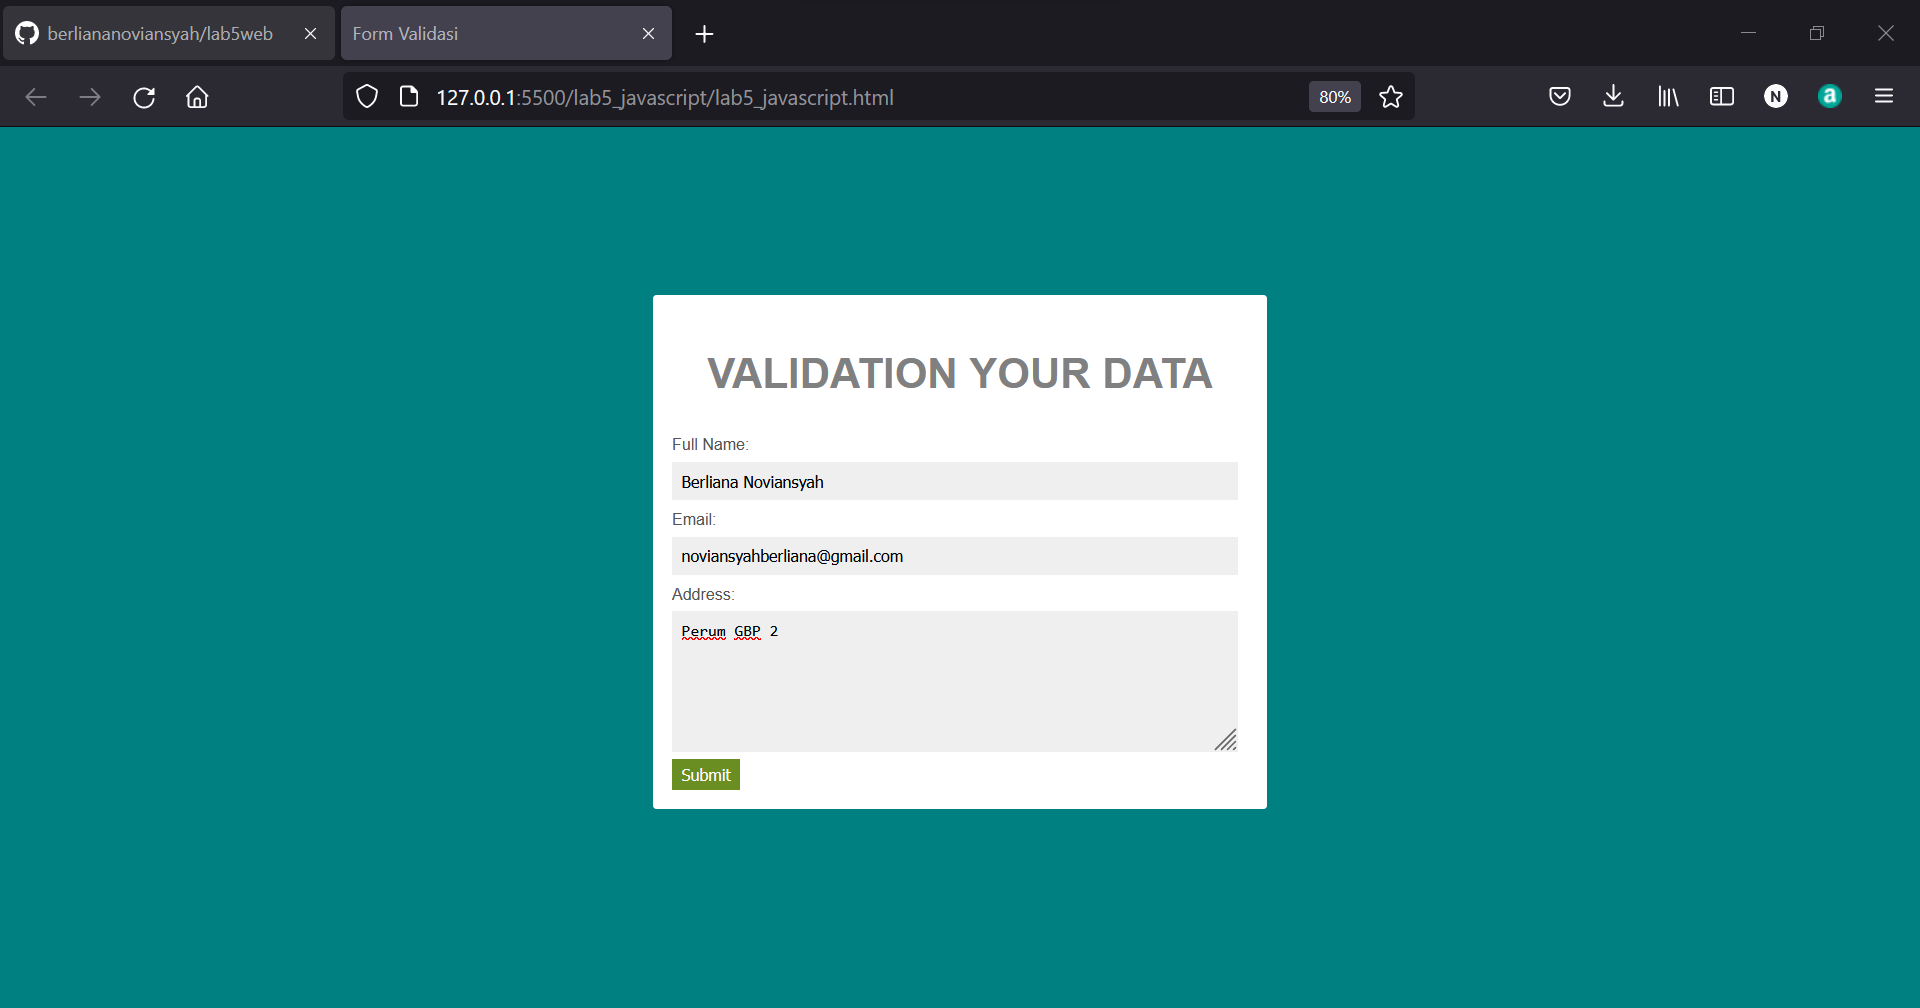 berliananoviansyah/lab5web
Form Validasi
127.0.0.1:5500/lab5_javascript/lab5_javascript.html
80%
N
a
VALIDATION YOUR DATA
Full Name:
Berliana Noviansyah
Email:
noviansyahberliana@gmail.com
Address:
Perum GBP 2
Submit